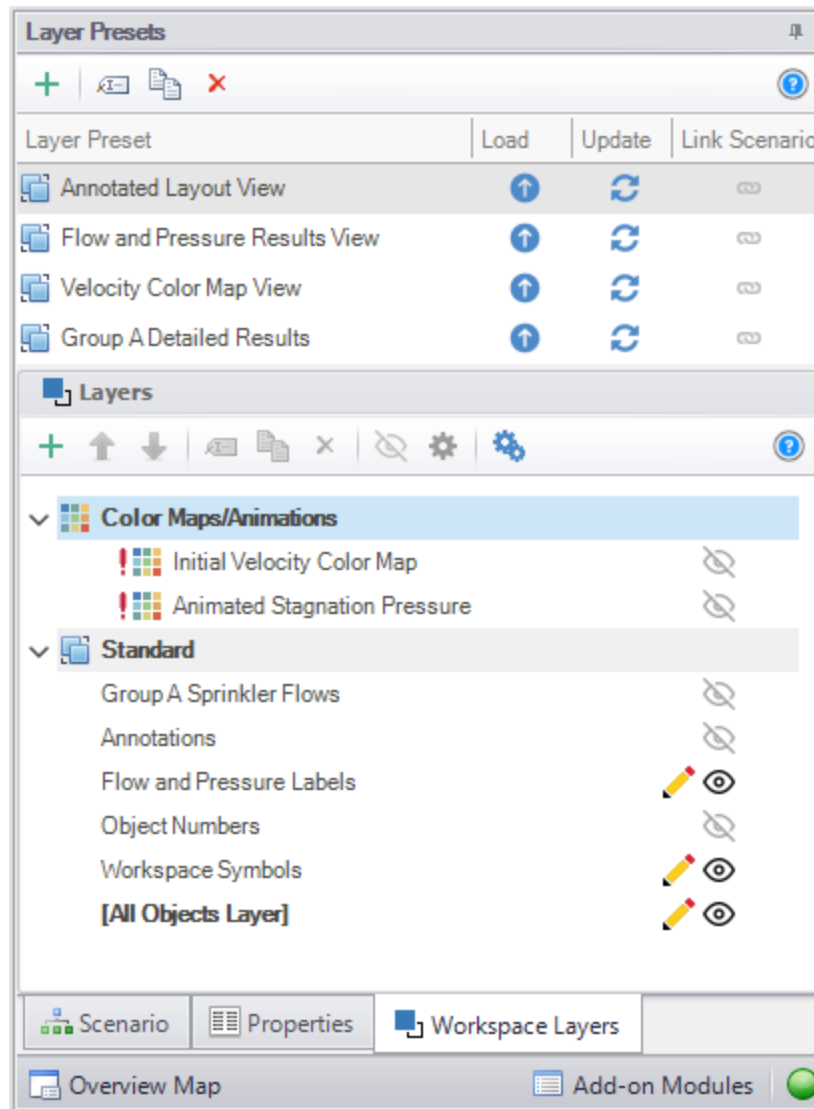 Layer Presets
Layer Preset Load Update Link Scenario
Annotated Layout View
Flow and Pressure Results View
Velocity Color Map View
Group A Detailed Results
Layers
Color Maps/Animations
Initial Velocity Color Map
Animated Stagnation Pressure
Standard
Group A Sprinkler Flows
Annotations
Flow and Pressure Labels
Object Numbers
Workspace Symbols
[All Objects Layer]
Scenario Properties Workspace Layers
Overview Map Add-on Modules